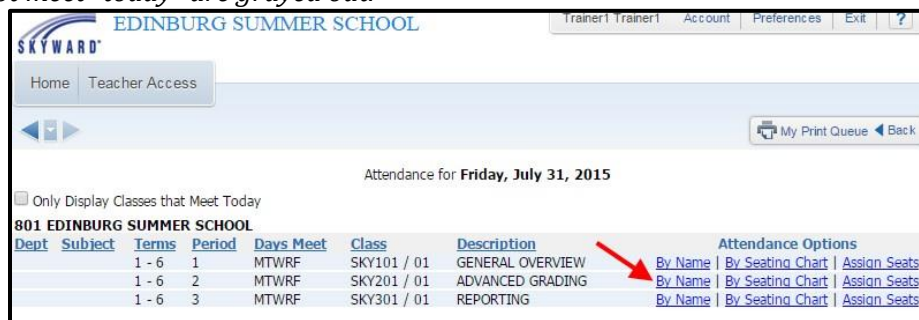 EDINBURG SUMMER SCHOOL
Trainer1 Trainer1 Account Preferences Exit ?
SKYWARD
Home Teacher Access
My Print Queue Back
Attendance for Friday, July 31, 2015
Only Display Classes that Meet Today
801 EDINBURG SUMMER SCHOOL
Dept Subject Terms Period Days Meet Class Description Attendance Options
1 - 6 1 MTWRF SKY101 / 01 GENERAL OVERVIEW By Name | By Seating Chart | Assign Seats
1 - 6 2 MTWRF SKY201 / 01 ADVANCED GRADING By Name | By Seating Chart | Assign Seats
1 - 6 3 MTWRF SKY301 / 01 REPORTING By Name | By Seating Chart | Assign Seats